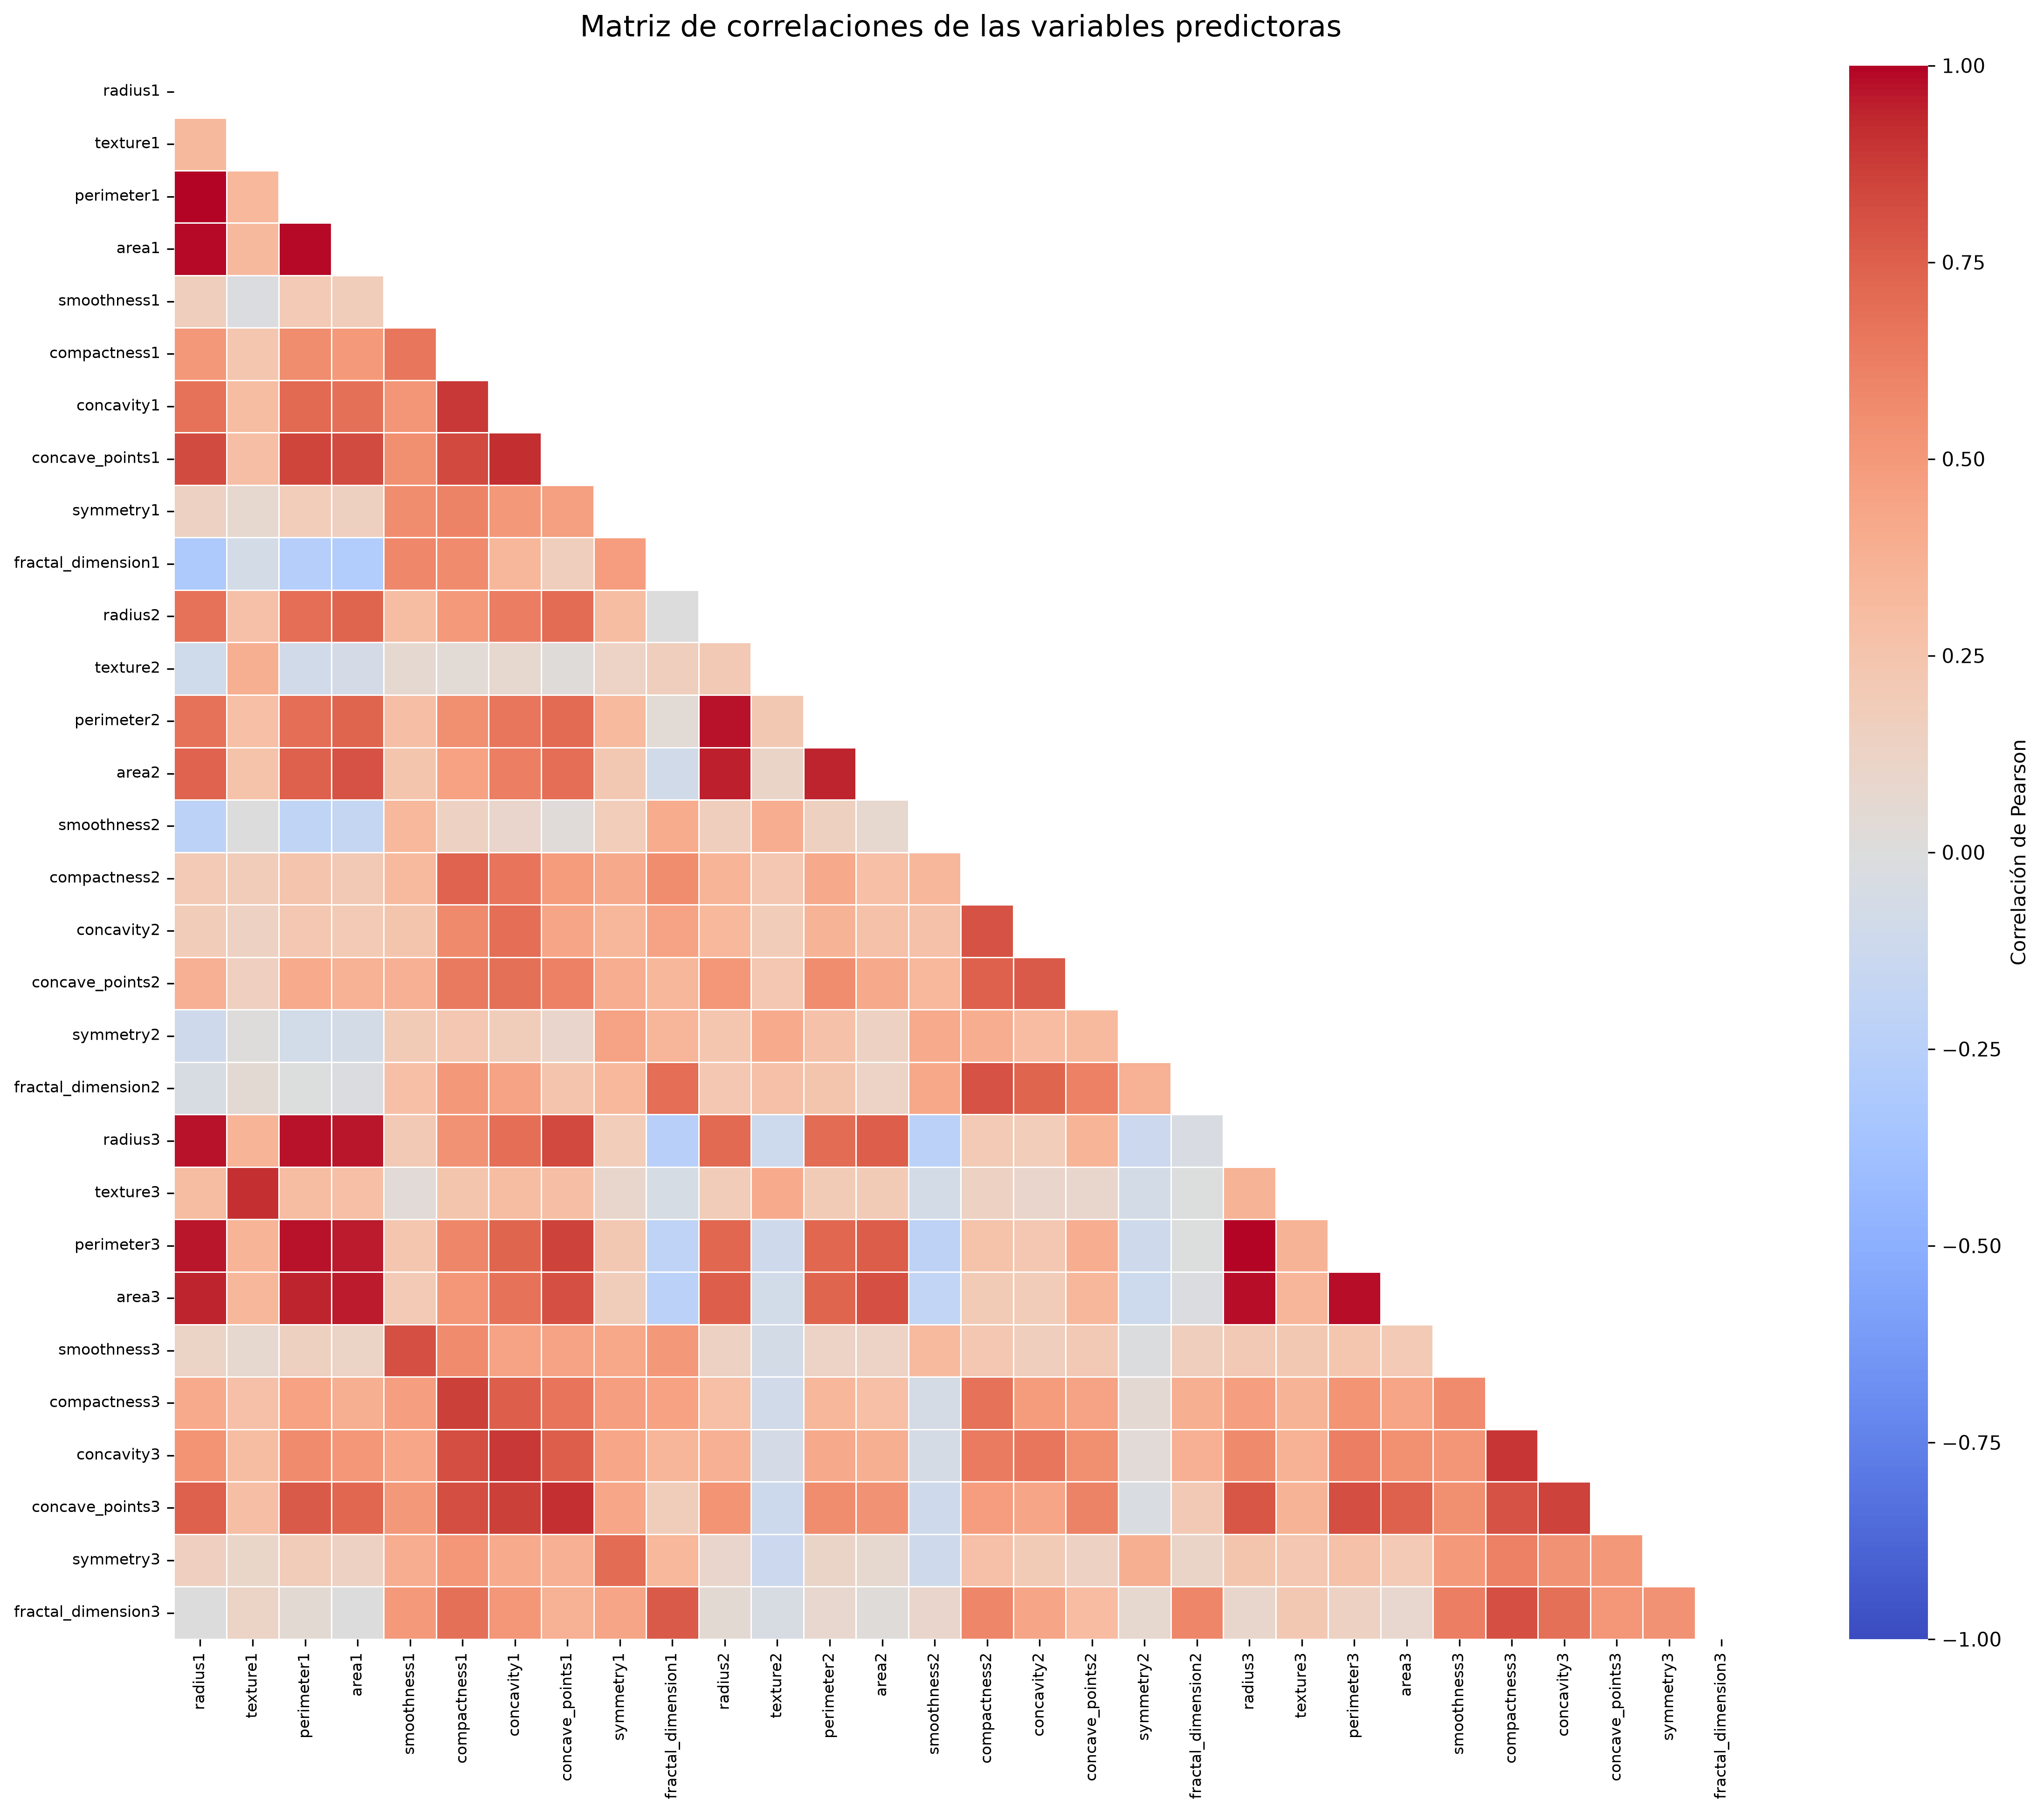 Matriz de correlaciones de las variables predictoras
radius1
texture1
perimeter1
area1
smoothness1
compactness1
concavity1
concave_points1
symmetry1
fractal_dimension1
radius2
texture2
perimeter2
area2
smoothness2
compactness2
concavity2
concave_points2
symmetry2
fractal_dimension2
radius3
texture3
perimeter3
area3
smoothness3
compactness3
concavity3
concave_points3
symmetry3
fractal_dimension3
radius1
texture1
perimeter1
area1
smoothness1
compactness1
concavity1
concave_points1
symmetry1
fractal_dimension1
radius2
texture2
perimeter2
area2
smoothness2
compactness2
concavity2
concave_points2
symmetry2
fractal_dimension2
radius3
texture3
perimeter3
area3
smoothness3
compactness3
concavity3
concave_points3
symmetry3
fractal_dimension3
1.00
0.75
0.50
0.25
0.00
−0.25
−0.50
−0.75
−1.00
Correlación de Pearson